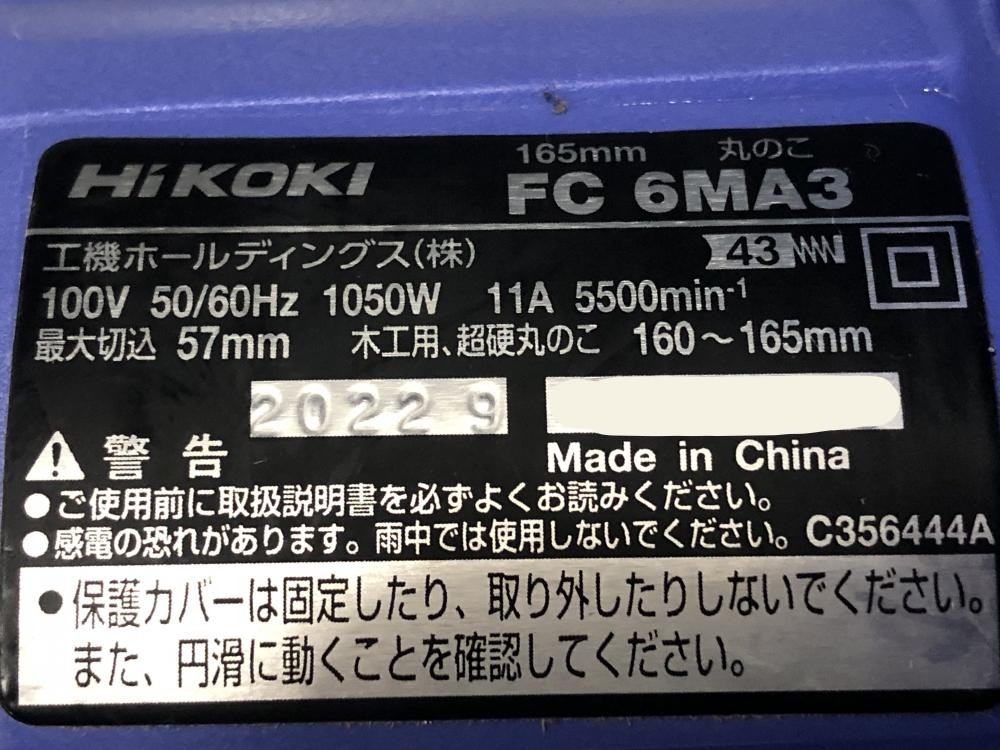 HiKOKI
165mm 丸のこ
FC 6MA3
工機ホールディングス(株) 43
100V 50/60Hz 1050W 11A 5500min-1
最大切込 57mm 木工用、超硬丸のこ 160～165mm
2022 9
Made in China
警告
●ご使用前に取扱説明書を必ずよくお読みください。
●感電の恐れがあります。雨中では使用しないでください。 C356444A
●保護カバーは固定したり、取り外したりしないでください。
また、円滑に動くことを確認してください。